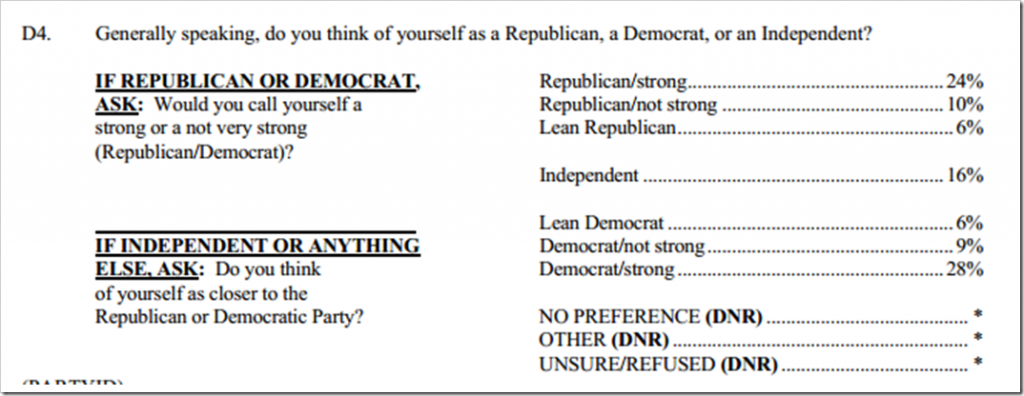 D4. Generally speaking, do you think of yourself as a Republican, a Democrat, or an Independent?
IF REPUBLICAN OR DEMOCRAT,
ASK: Would you call yourself a
strong or a not very strong
(Republican/Democrat)?
IF INDEPENDENT OR ANYTHING
ELSE, ASK: Do you think
of yourself as closer to the
Republican or Democratic Party?
Republican/strong.................................................... 24%
Republican/not strong ............................................. 10%
Lean Republican....................................................... 6%
Independent ............................................................. 16%
Lean Democrat ......................................................... 6%
Democrat/not strong................................................. 9%
Democrat/strong...................................................... 28%
NO PREFERENCE (DNR) ........................................ *
OTHER (DNR) ........................................................... *
UNSURE/REFUSED (DNR) ...................................... *